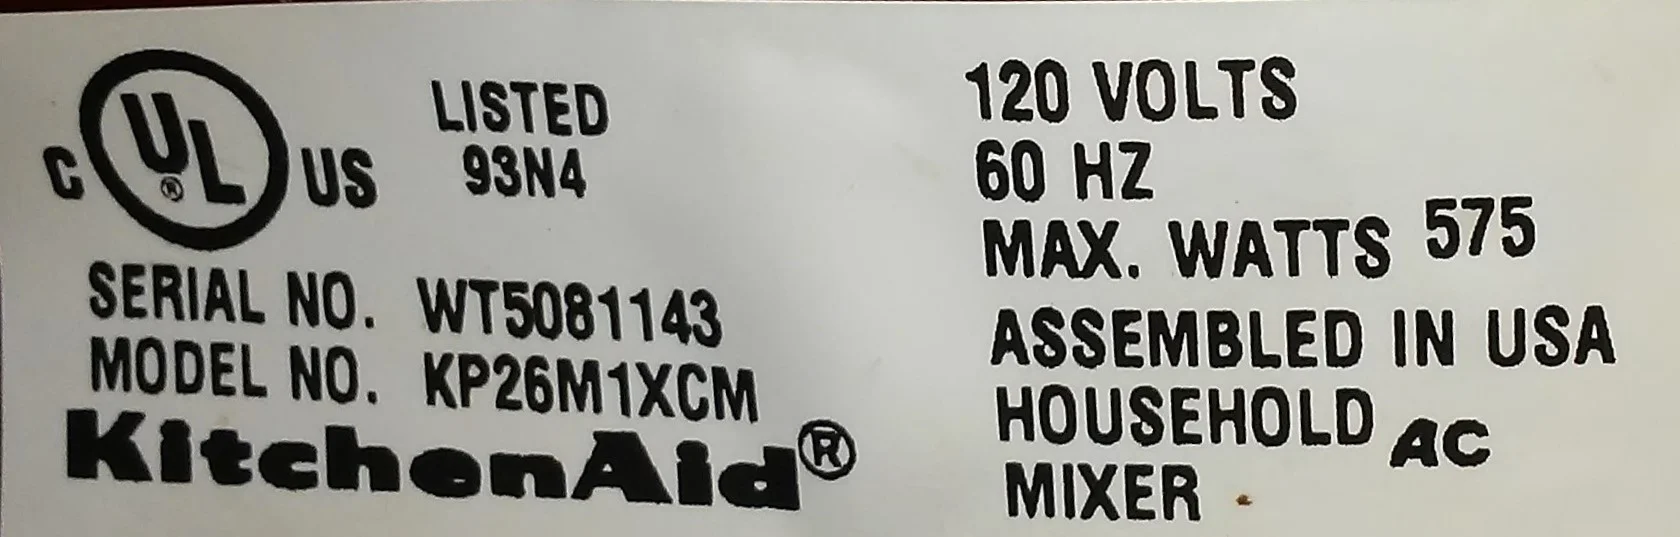 C UL® US
LISTED
93N4
SERIAL NO. WT5081143
MODEL NO. KP26M1XCM
KitchenAid®
120 VOLTS
60 HZ
MAX. WATTS 575
ASSEMBLED IN USA
HOUSEHOLD AC
MIXER